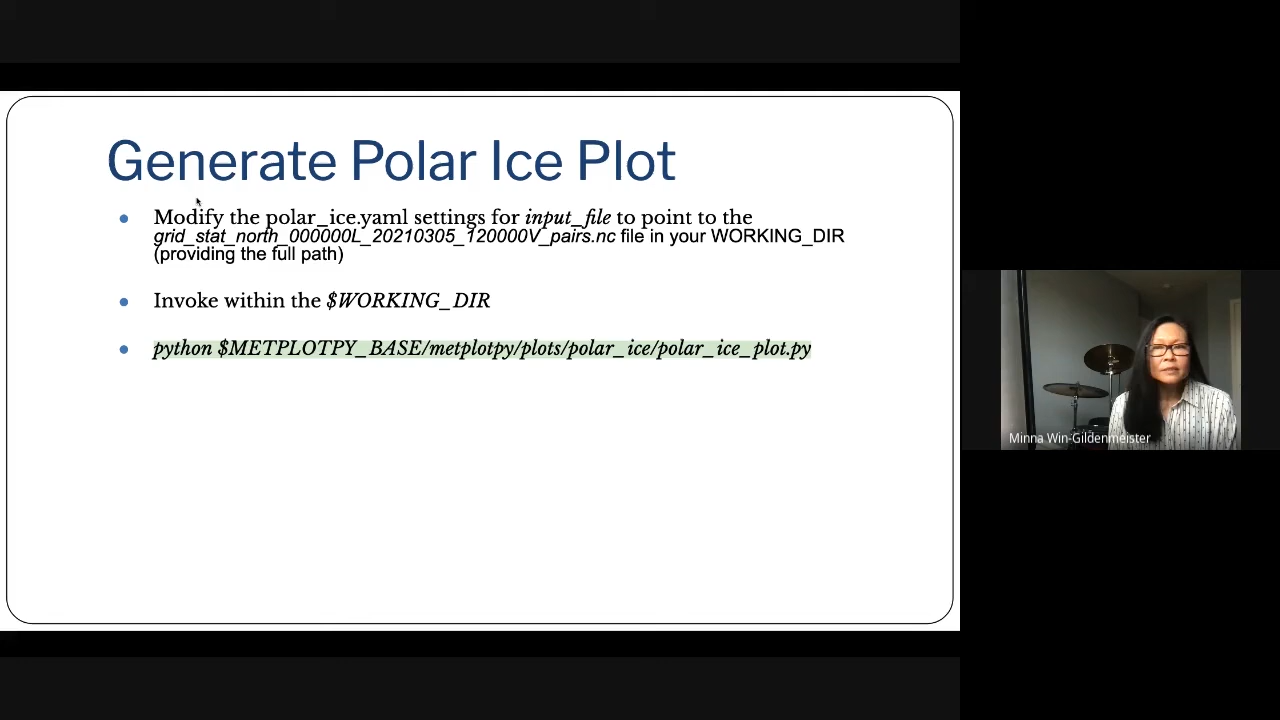 Generate Polar Ice Plot
Modify the polar_ice.yaml settings for input_file to point to the
grid_stat_north_000000L_20210305_120000V_pairs.nc file in your WORKING_DIR
(providing the full path)
Invoke within the $WORKING_DIR
python $METPLOTPY_BASE/metplotpy/plots/polar_ice/polar_ice_plot.py
Minna Win-Gildenmeister